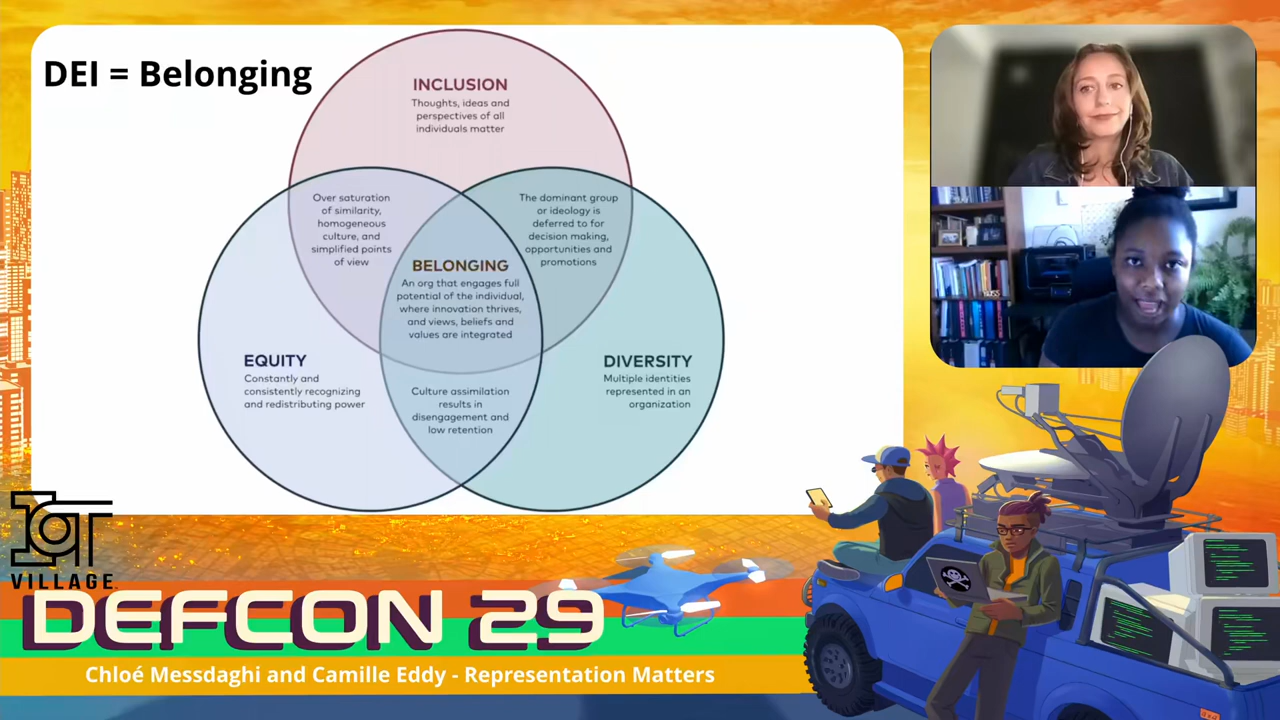 DEI = Belonging
INCLUSION
Thoughts, ideas and
perspectives of all
individuals matter
Over saturation
of similarity,
homogeneous
culture, and
simplified points
of view
The dominant group
or ideology is
deferred to for
decision making,
opportunities and
promotions
BELONGING
An org that engages full
potential of the individual,
where innovation thrives,
and views, beliefs and
values are integrated
EQUITY
Constantly and
consistently recognizing
and redistributing power
DIVERSITY
Multiple identities
represented in an
organization
Culture assimilation
results in
disengagement and
low retention
IOT
VILLAGE
DEFCON 29
Chloé Messdaghi and Camille Eddy - Representation Matters